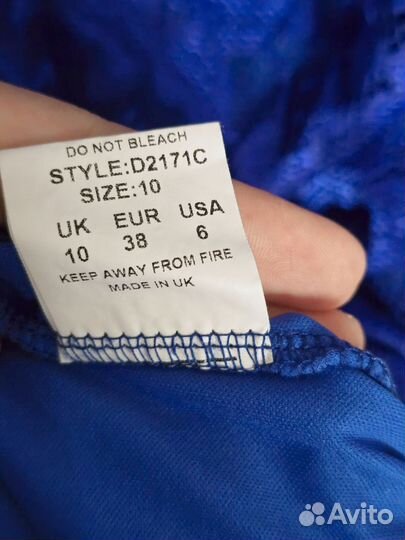 DO NOT BLEACH
STYLE:D2171C
SIZE:10
UK EUR USA
10 38 6
KEEP AWAY FROM FIRE
MADE IN UK
Avito